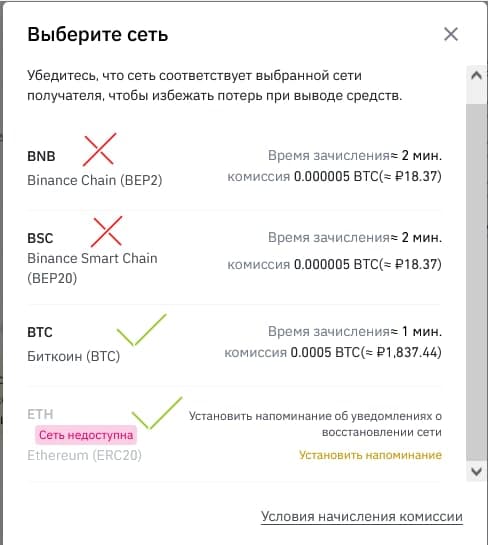 Выберите сеть
Убедитесь, что сеть соответствует выбранной сети
получателя, чтобы избежать потерь при выводе средств.
BNB
Время зачисления≈ 2 мин.
Binance Chain (BEP2)
комиссия 0.000005 BTC(≈ ₽18.37)
BSC
Время зачисления≈ 2 мин.
Binance Smart Chain
(BEP20)
комиссия 0.000005 BTC(≈ ₽18.37)
BTC
Время зачисления≈ 1 мин.
Биткоин (BTC)
комиссия 0.0005 BTC(≈ ₽1,837.44)
ETH
Установить напоминание об уведомлениях о
восстановлении сети
Сеть недоступна
Ethereum (ERC20)
Установить напоминание
Условия начисления комиссии